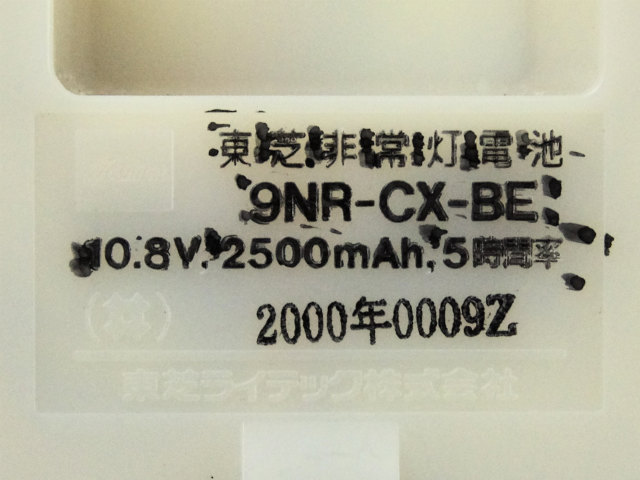 東芝非常灯電池
9NR-CX-BE
10.8V, 2500mAh, 5時間率
2000年0009Z
東芝ライテック株式会社